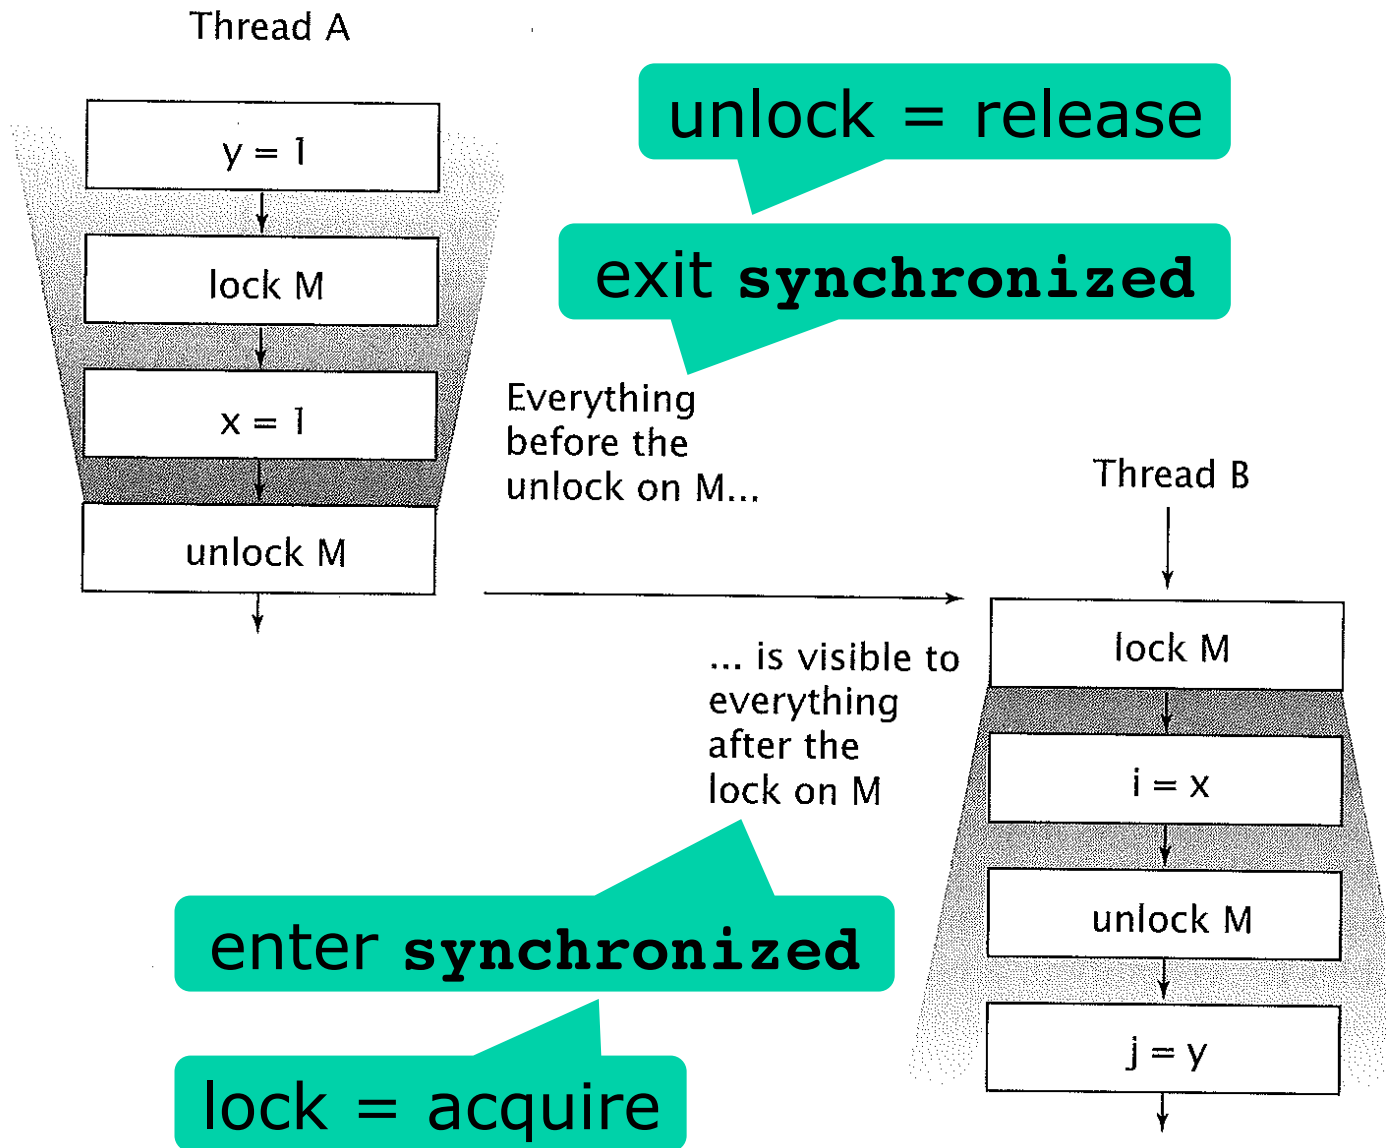 Thread A
y = 1
lock M
x = 1
unlock M
unlock = release
exit synchronized
Everything
before the
unlock on M...
Thread B
... is visible to
everything
after the
lock on M
lock M
i = x
unlock M
j = y
enter synchronized
lock = acquire